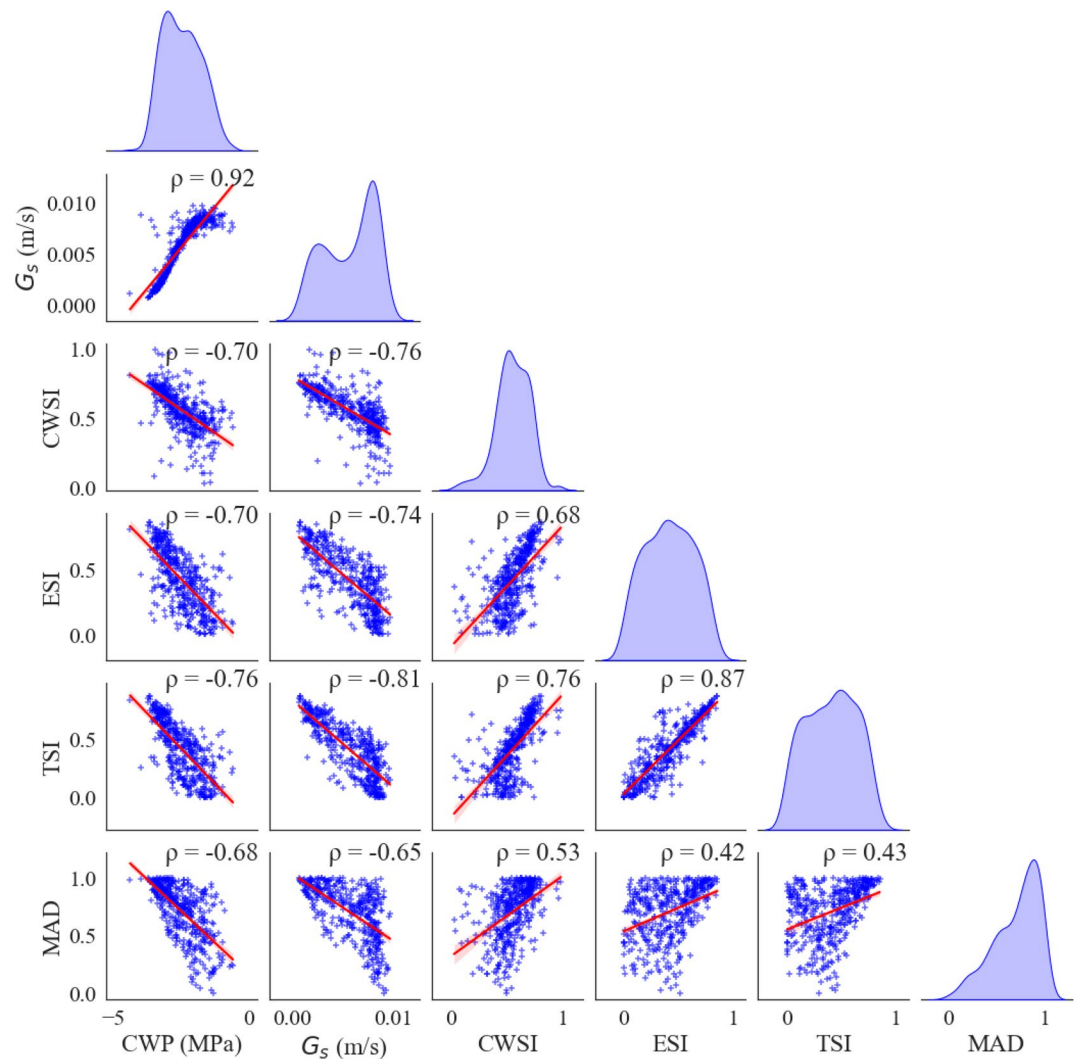 ρ = 0.92
0.010
0.005
0.000
G_s (m/s)
ρ = -0.70
ρ = -0.76
1.0
0.5
0.0
CWSI
ρ = -0.70
ρ = -0.74
ρ = 0.68
0.5
0.0
ESI
ρ = -0.76
ρ = -0.81
ρ = 0.76
ρ = 0.87
0.5
0.0
TSI
ρ = -0.68
ρ = -0.65
ρ = 0.53
ρ = 0.42
ρ = 0.43
1.0
0.5
0.0
MAD
−5 0 0.00 0.01 0 1 0 1 0 1 0 1
CWP (MPa) G_s (m/s) CWSI ESI TSI MAD